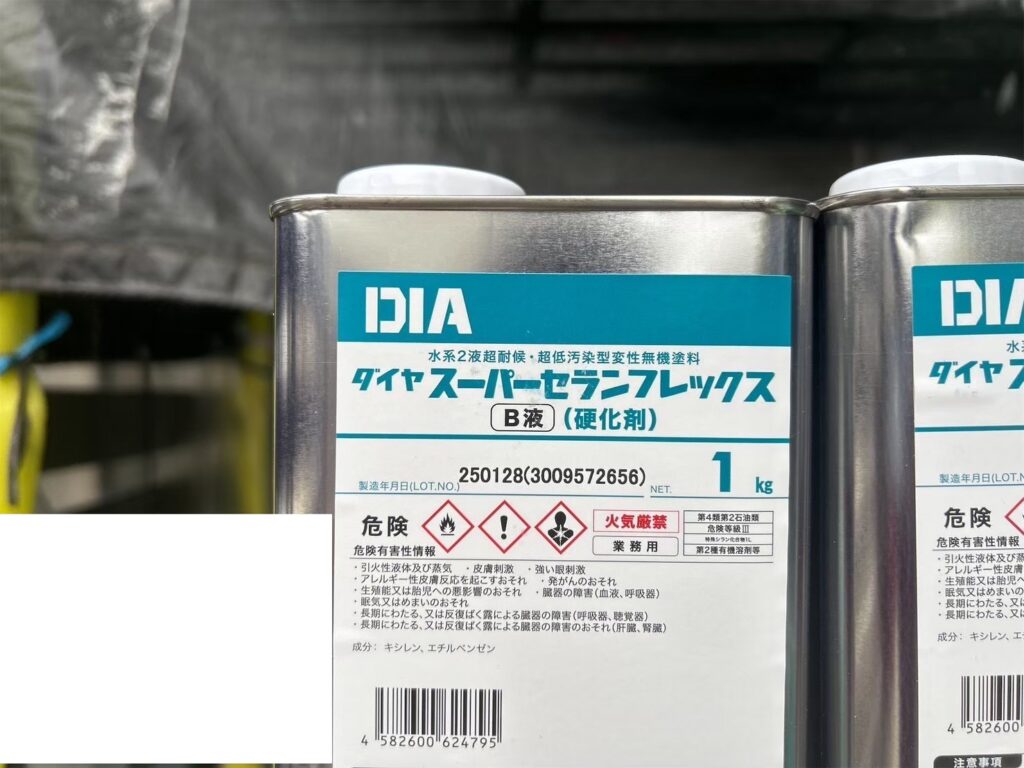 DIA
水系2液超耐候・超低汚染型変性無機塗料
ダイヤスーパーセランフレックス
B液 (硬化剤)
製造年月日(LOT.NO.) 250128(3009572656) NET. 1 kg
危険
火気厳禁
業務用
第4類第2石油類
危険等級III
特殊シラン化合物1L
第2種有機溶剤等
危険有害性情報
・引火性液体及び蒸気 ・皮膚刺激 ・強い眼刺激
・アレルギー性皮膚反応を起こすおそれ ・発がんのおそれ
・生殖能又は胎児への悪影響のおそれ ・臓器の障害(血液、呼吸器)
・眠気又はめまいのおそれ
・長期にわたる、又は反復ばく露による臓器の障害(呼吸器、聴覚器)
・長期にわたる、又は反復ばく露による臓器の障害のおそれ(肝臓、腎臓)
成分: キシレン、エチルベンゼン
4 582600 624795
DIA
水系
ダイヤス
製造年月日(LOT.N
危険
危険有害性情報
・引火性液体及び蒸
・アレルギー性皮膚
・生殖能又は胎児へ
・眠気又はめまいの
・長期にわたる、又
・長期にわたる、又
成分: キシレン、エ
4 58260
注意事項